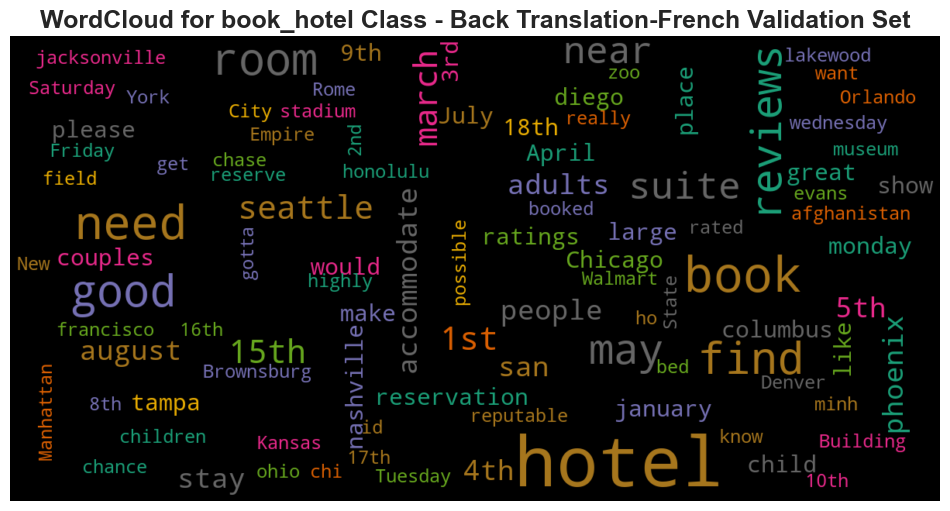 WordCloud for book_hotel Class - Back Translation-French Validation Set
jacksonville
room
9th
march
3rd
near
reviews
lakewood
Saturday
York
Rome
zoo
want
City
stadium
July
diego
place
Orlando
please
Empire
2nd
18th
really
wednesday
Friday
get
chase
April
museum
field
reserve
honolulu
adults
suite
great
show
need
seattle
accommodate
booked
evans
afghanistan
gotta
possible
ratings
large
rated
monday
New
couples
would
Chicago
book
good
highly
Walmart
State
make
people
ho
5th
francisco
16th
nashville
1st
may
columbus
like
phoenix
august
15th
san
bed
find
Brownsburg
Denver
Manhattan
8th
tampa
reservation
january
minh
children
Kansas
id
reputable
hotel
know
Building
chance
stay
ohio
chi
17th
Tuesday
4th
child
10th